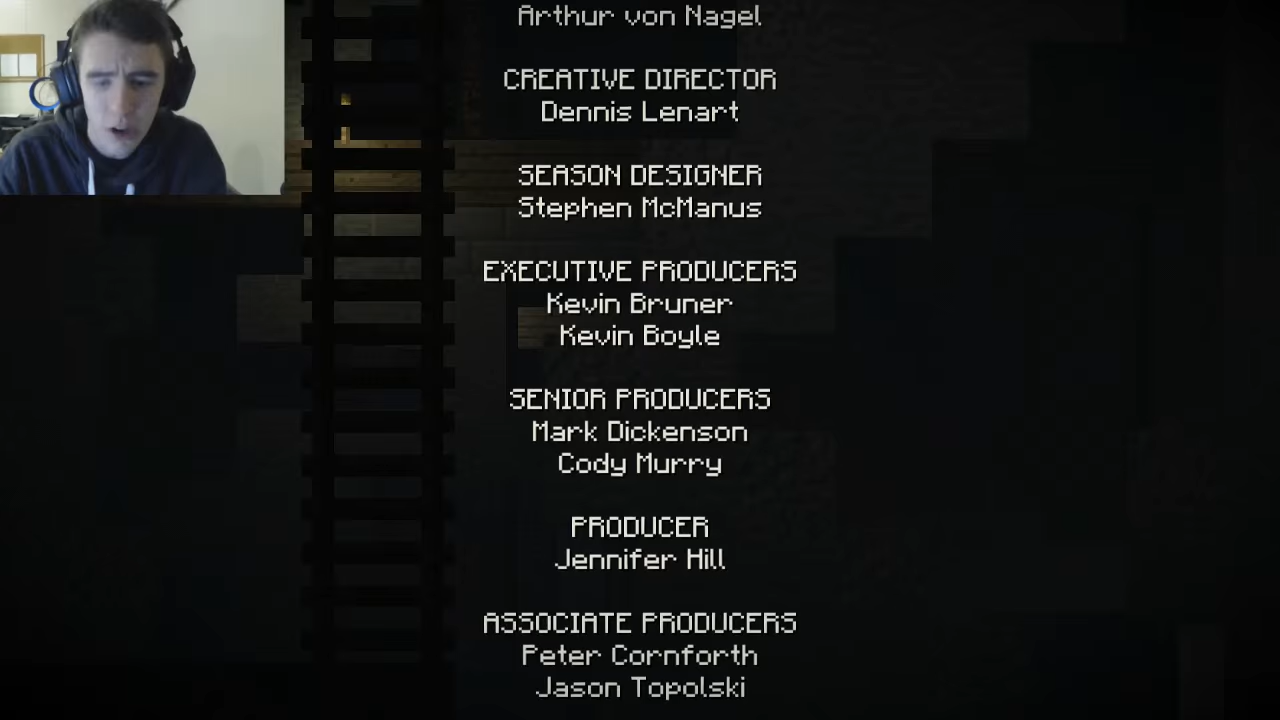 Arthur von Nagel
CREATIVE DIRECTOR
Dennis Lenart
SEASON DESIGNER
Stephen McManus
EXECUTIVE PRODUCERS
Kevin Bruner
Kevin Boyle
SENIOR PRODUCERS
Mark Dickenson
Cody Murry
PRODUCER
Jennifer Hill
ASSOCIATE PRODUCERS
Peter Cornforth
Jason Topolski